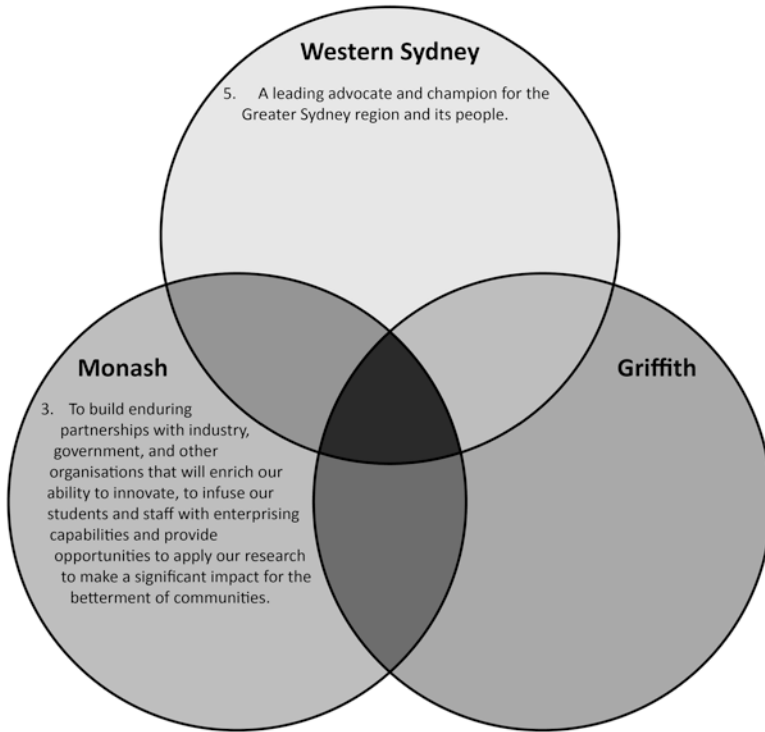 Western Sydney
5. A leading advocate and champion for the
Greater Sydney region and its people.
Monash
3. To build enduring
partnerships with industry,
government, and other
organisations that will enrich our
ability to innovate, to infuse our
students and staff with enterprising
capabilities and provide
opportunities to apply our research
to make a significant impact for the
betterment of communities.
Griffith